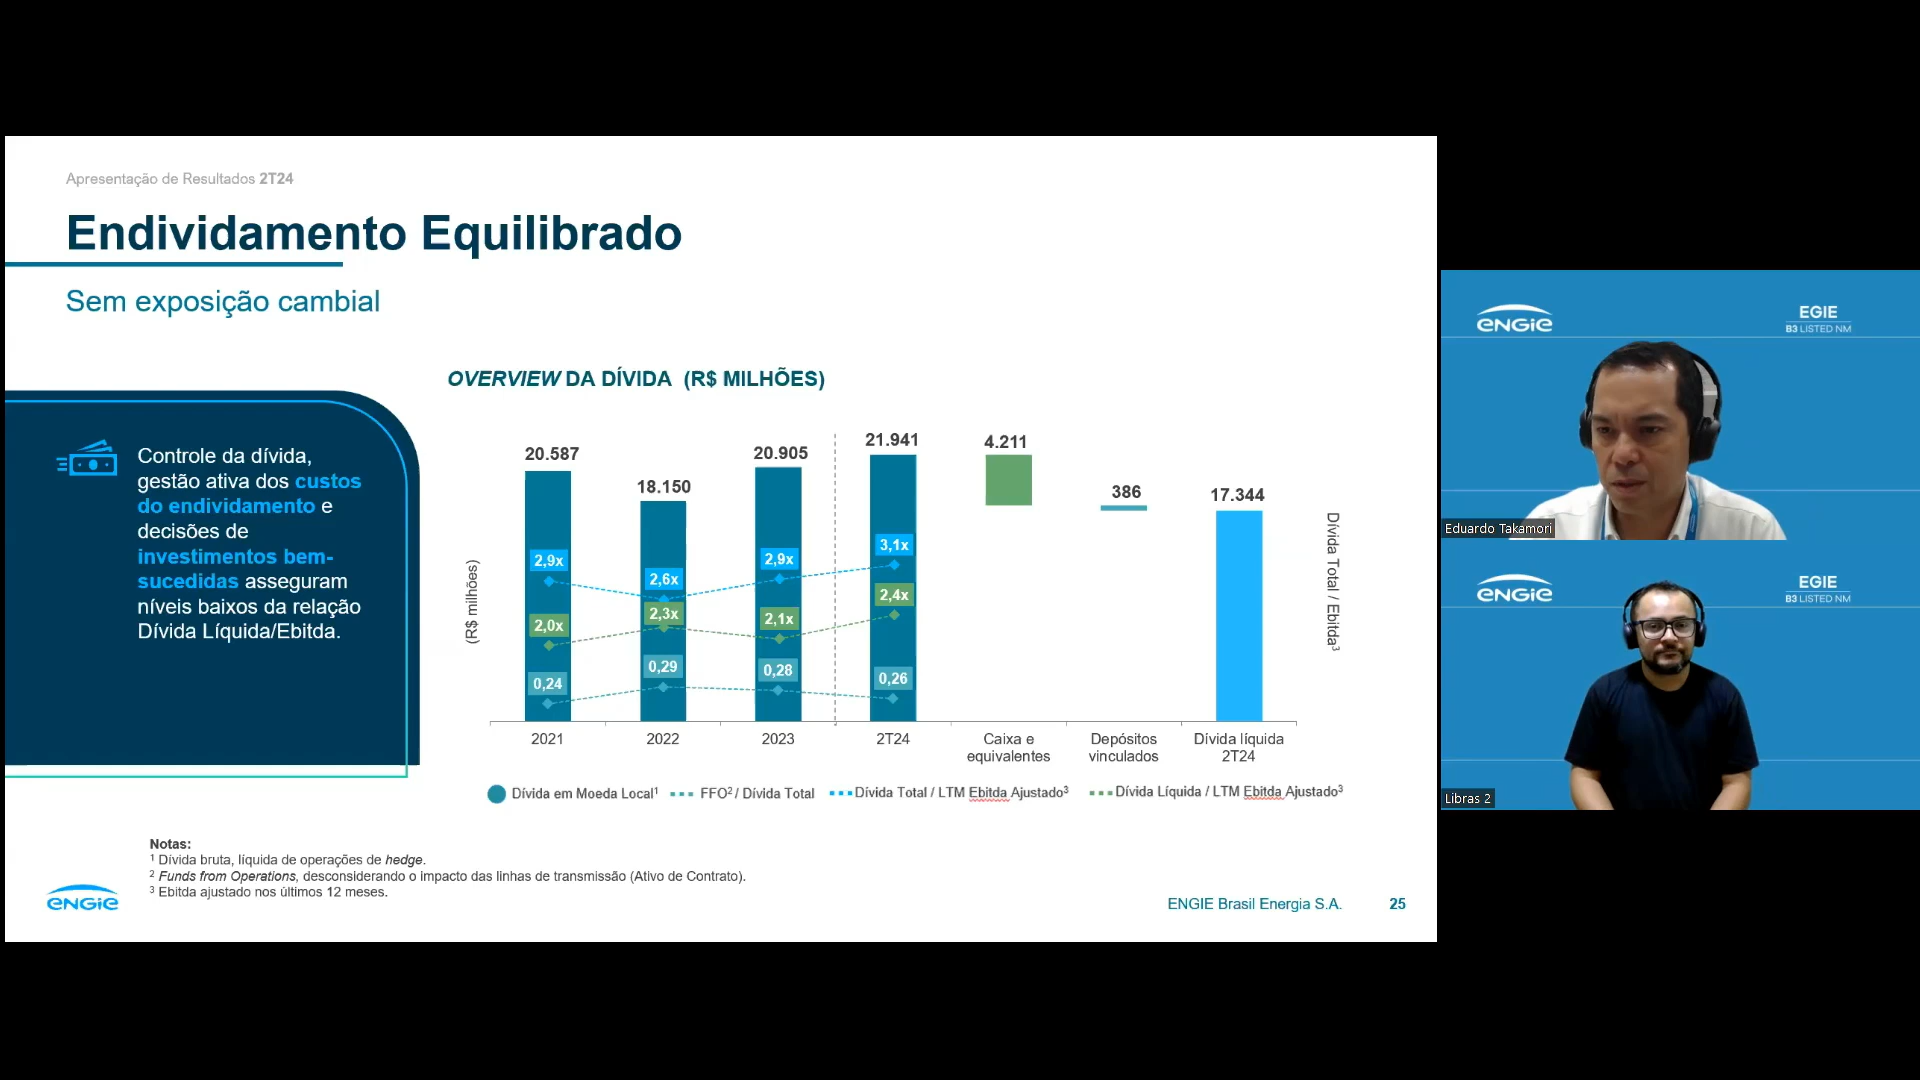 Apresentação de Resultados 2T24
Endividamento Equilibrado
Sem exposição cambial
Controle da dívida,
gestão ativa dos custos
do endividamento e
decisões de
investimentos bem-
sucedidas asseguram
níveis baixos da relação
Dívida Líquida/Ebitda.
OVERVIEW DA DÍVIDA (R$ MILHÕES)
(R$ milhões)
20.587
18.150
20.905
21.941
4.211
386
17.344
2,9x
2,6x
2,9x
3,1x
2,0x
2,3x
2,1x
2,4x
0,24
0,29
0,28
0,26
Dívida Total / Ebitda³
2021
2022
2023
2T24
Caixa e
equivalentes
Depósitos
vinculados
Dívida líquida
2T24
Dívida em Moeda Local¹
FFO² / Dívida Total
Dívida Total / LTM Ebitda Ajustado³
Dívida Líquida / LTM Ebitda Ajustado³
Notas:
¹ Dívida bruta, líquida de operações de hedge.
² Funds from Operations, desconsiderando o impacto das linhas de transmissão (Ativo de Contrato).
³ Ebitda ajustado nos últimos 12 meses.
ENGIE
ENGIE Brasil Energia S.A.
25
ENGIE
EGIE
B3 LISTED NM
Eduardo Takamori
ENGIE
EGIE
B3 LISTED NM
Libras 2